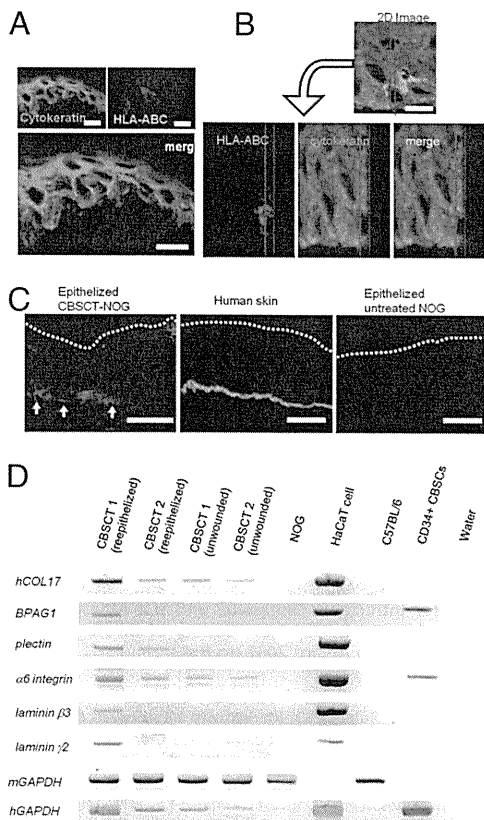 A
B
2D Image
Cytokeratin
HLA-ABC
merg
HLA-ABC
cytokeratin
merge
C
Epithelized
CBSCT-NOG
Human skin
Epithelized
untreated NOG
D
CBSCT 1
(reepithelized)
CBSCT 2
(reepithelized)
CBSCT 1
(unwounded)
CBSCT 2
(unwounded)
NOG
HaCaT cell
C57BL/6
CD34+ CBSCs
Water
hCOL17
BPAG1
plectin
α6 integrin
laminin β3
laminin γ2
mGAPDH
hGAPDH